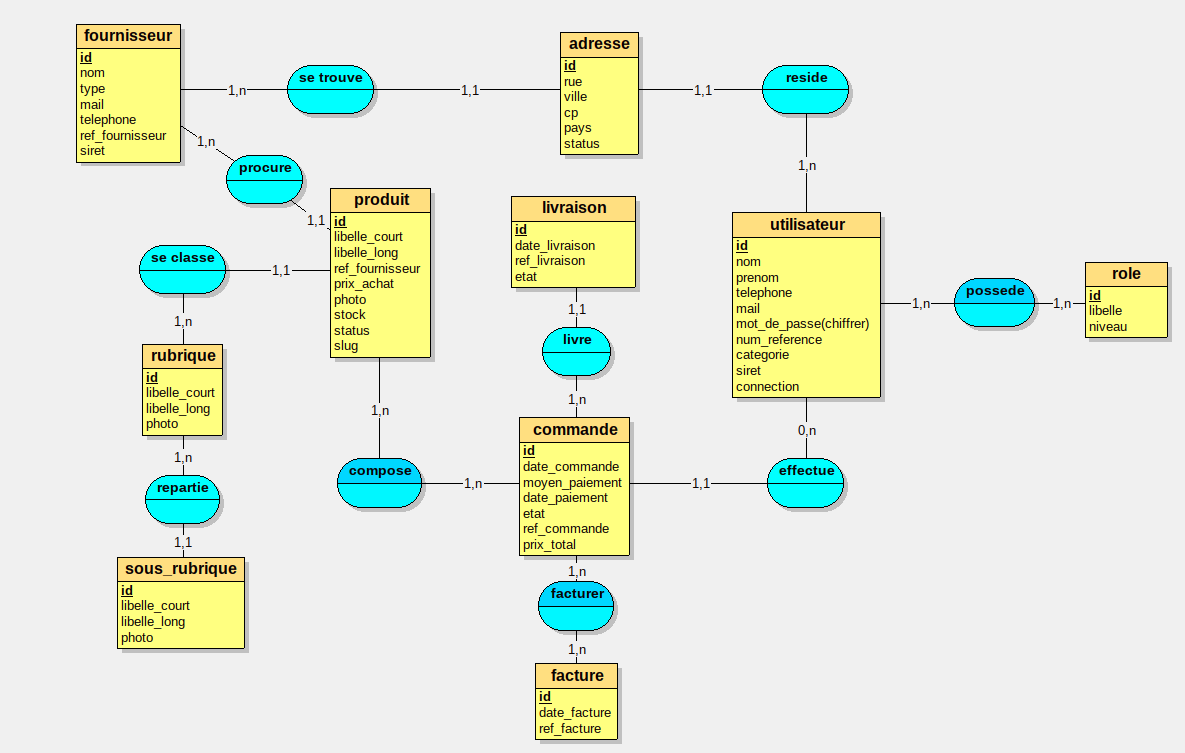 fournisseur
id
nom
type
mail
telephone
ref_fournisseur
siret
1,n
se trouve
1,1
adresse
id
rue
ville
cp
pays
status
1,1
reside
1,n
1,n
procure
1,1
produit
id
libelle_court
libelle_long
ref_fournisseur
prix_achat
photo
stock
status
slug
livraison
id
date_livraison
ref_livraison
etat
utilisateur
id
nom
prenom
telephone
mail
mot_de_passe(chiffrer)
num_reference
categorie
siret
connection
1,n
possede
1,n
role
id
libelle
niveau
se classe
1,1
1,n
rubrique
id
libelle_court
libelle_long
photo
1,n
repartie
1,1
sous_rubrique
id
libelle_court
libelle_long
photo
1,1
livre
1,n
1,n
compose
1,n
commande
id
date_commande
moyen_paiement
date_paiement
etat
ref_commande
prix_total
1,1
effectue
0,n
1,n
facturer
1,n
facture
id
date_facture
ref_facture